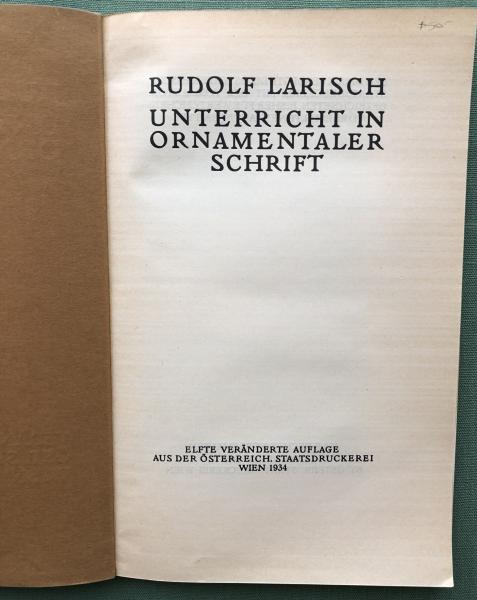 RUDOLF LARISCH
UNTERRICHT IN
ORNAMENTALER
SCHRIFT
ELFTE VERÄNDERTE AUFLAGE
AUS DER ÖSTERREICH. STAATSDRUCKEREI
WIEN 1934